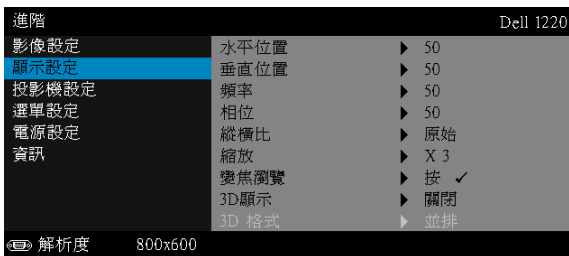 進階 Dell 1220
影像設定
顯示設定
投影機設定
選單設定
電源設定
資訊
水平位置 50
垂直位置 50
頻率 50
相位 50
縱橫比 原始
縮放 X 3
變焦瀏覽 按 ✓
3D顯示 關閉
3D 格式 並排
解析度 800x600